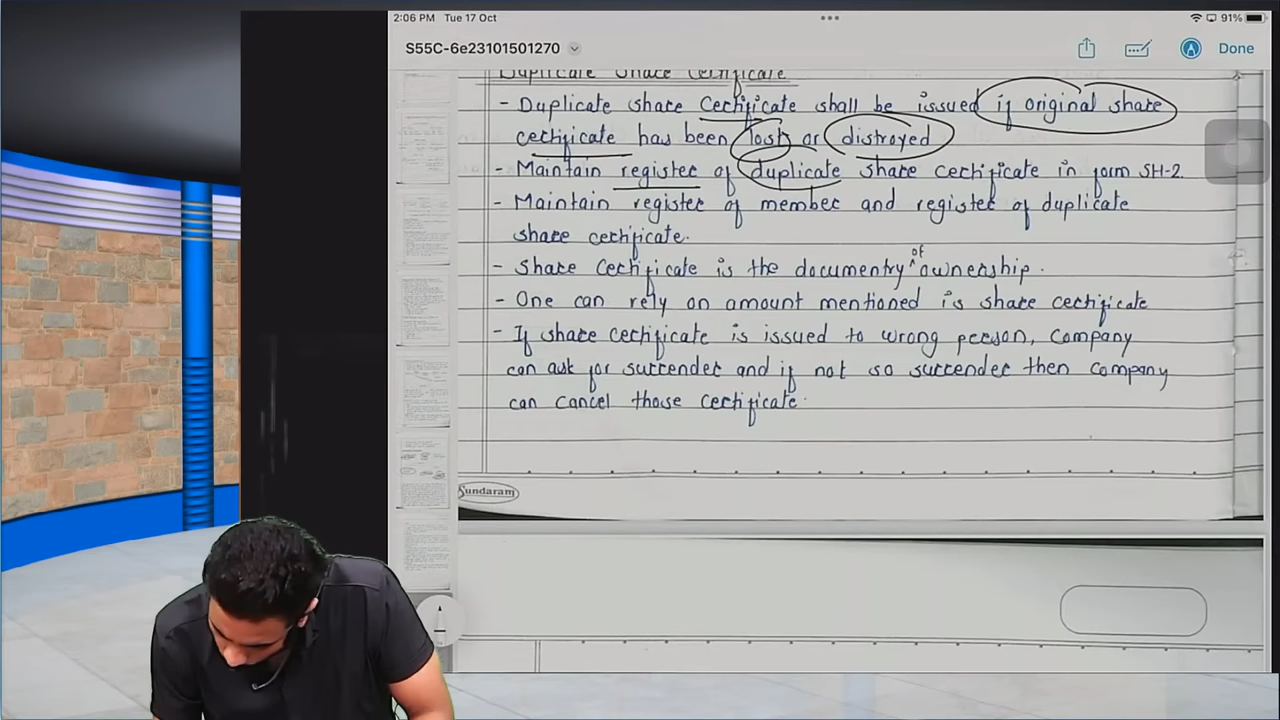 2:06 PM Tue 17 Oct
91%
S55C-6e23101501270
Done
Duplicate Share Certificate
- Duplicate share certificate shall be issued if original share
certificate has been lost or distroyed
- Maintain register of duplicate share certificate in form SH-2.
- Maintain register of member and register of duplicate
share certificate.
- Share certificate is the documentry of ownership.
- One can rely on amount mentioned is share certificate
- If share certificate is issued to wrong person, Company
can ask for surrender and if not so surrender then company
can cancel those certificate.
Sundaram